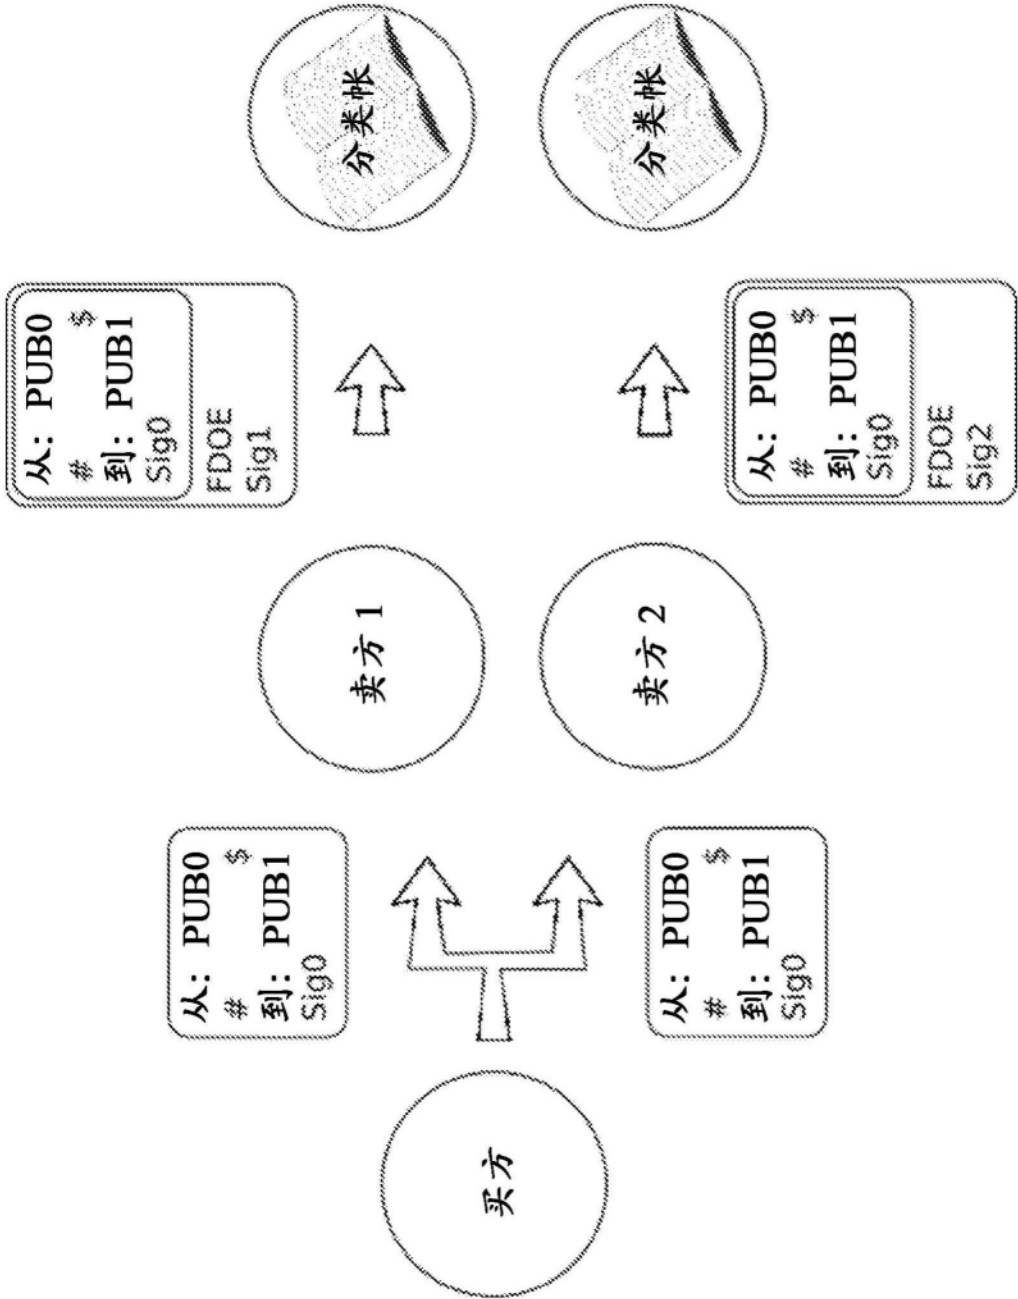 从: PUB0
# $
到: PUB1
Sig0
FDOE
Sig1
分类帐
卖方 1
从: PUB0
# $
到: PUB1
Sig0
买方
分类帐
卖方 2
从: PUB0
# $
到: PUB1
Sig0
从: PUB0
# $
到: PUB1
Sig0
FDOE
Sig2